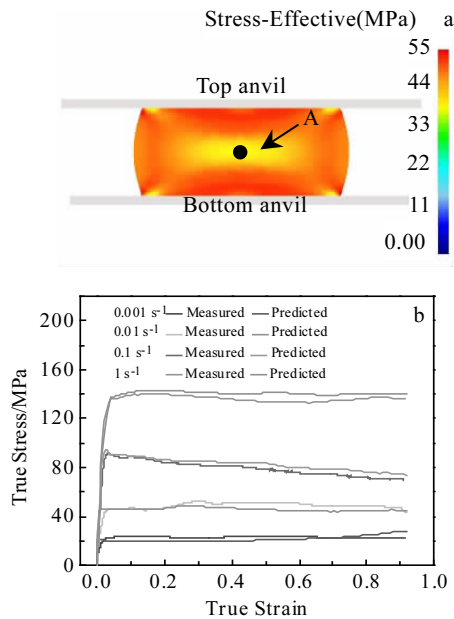 Stress-Effective(MPa) a
55
44
33
22
11
0.00
Top anvil
A
Bottom anvil
b
0.001 s-1 Measured Predicted
0.01 s-1 Measured Predicted
0.1 s-1 Measured Predicted
1 s-1 Measured Predicted
200
160
120
80
40
0
True Stress/MPa
0.0 0.2 0.4 0.6 0.8 1.0
True Strain